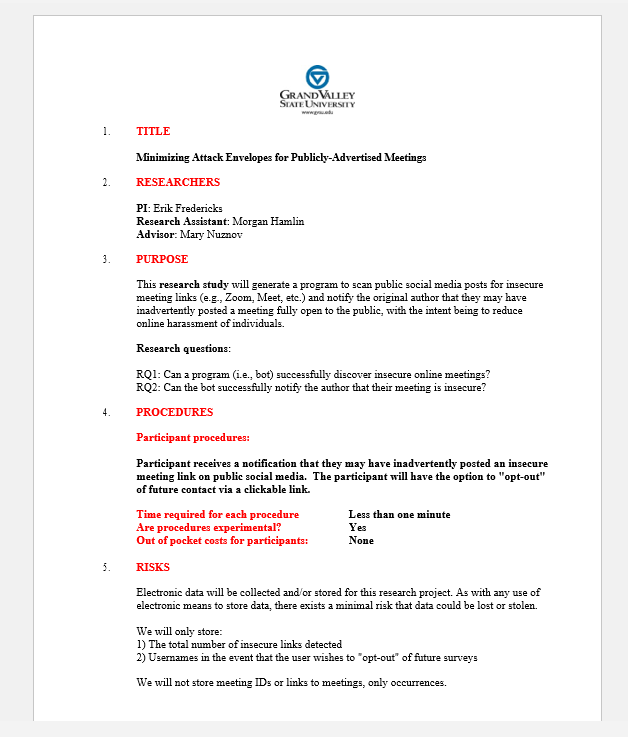 GRAND VALLEY
STATE UNIVERSITY
www.gvsu.edu
1. TITLE
Minimizing Attack Envelopes for Publicly-Advertised Meetings
2. RESEARCHERS
PI: Erik Fredericks
Research Assistant: Morgan Hamlin
Advisor: Mary Nuznov
3. PURPOSE
This research study will generate a program to scan public social media posts for insecure
meeting links (e.g., Zoom, Meet, etc.) and notify the original author that they may have
inadvertently posted a meeting fully open to the public, with the intent being to reduce
online harassment of individuals.
Research questions:
RQ1: Can a program (i.e., bot) successfully discover insecure online meetings?
RQ2: Can the bot successfully notify the author that their meeting is insecure?
4. PROCEDURES
Participant procedures:
Participant receives a notification that they may have inadvertently posted an insecure
meeting link on public social media. The participant will have the option to "opt-out"
of future contact via a clickable link.
Time required for each procedure Less than one minute
Are procedures experimental? Yes
Out of pocket costs for participants: None
5. RISKS
Electronic data will be collected and/or stored for this research project. As with any use of
electronic means to store data, there exists a minimal risk that data could be lost or stolen.
We will only store:
1) The total number of insecure links detected
2) Usernames in the event that the user wishes to "opt-out" of future surveys
We will not store meeting IDs or links to meetings, only occurrences.